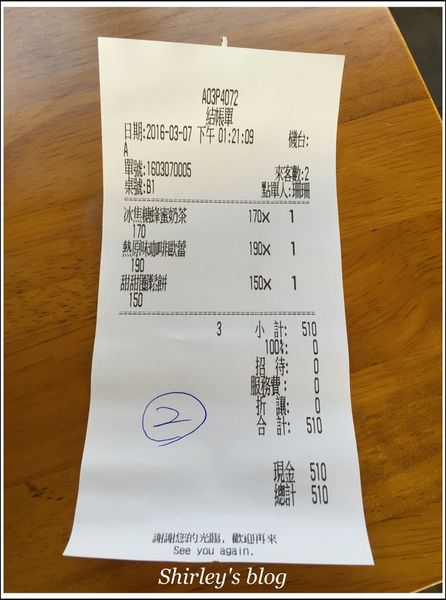 A03P4072
結帳單
日期:2016-03-07 下午 01:21:09 機台:
A
單號:1603070005 來客數:2
桌號:B1 點單人:珊珊
冰焦糖蜂蜜奶茶 170× 1
170
熱原味咖啡歐蕾 190× 1
190
甜甜圈鬆餅 150× 1
150
3 小 計: 510
100%: 0
招 待: 0
服務費: 0
折 讓: 0
合 計: 510
2
現金 510
總計 510
謝謝您的光臨，歡迎再來
See you again.
Shirley's blog